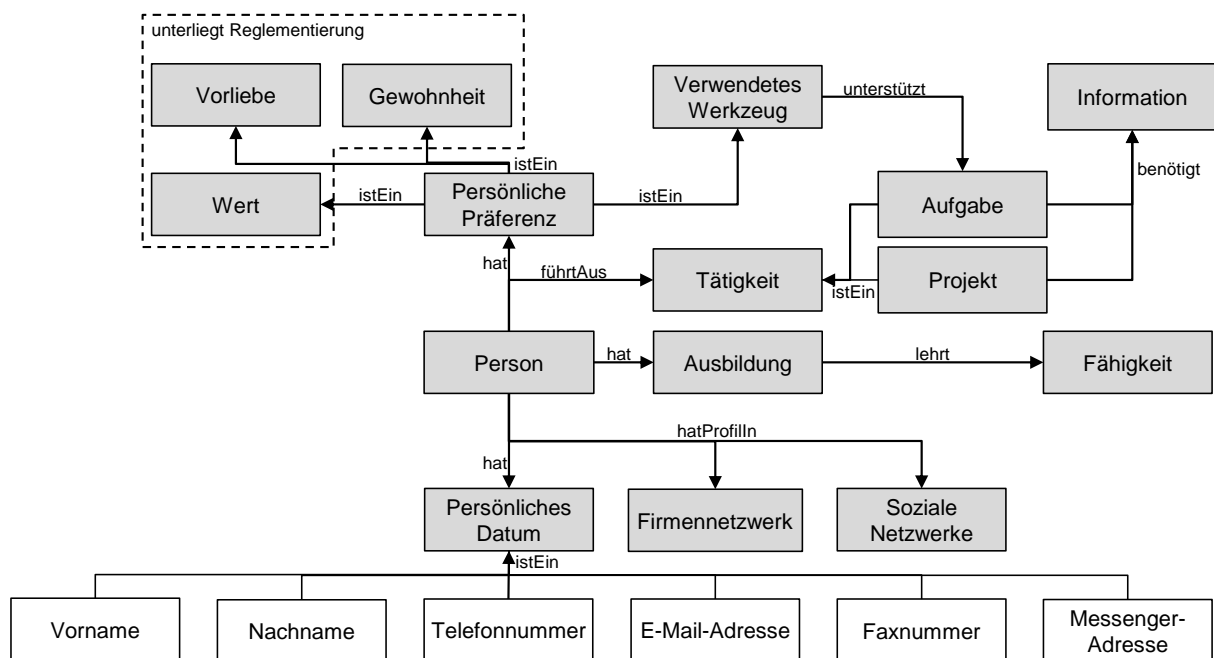 unterliegt Reglementierung
Vorliebe
Gewohnheit
Verwendetes
Werkzeug
unterstützt
Information
istEin
benötigt
Wert
istEin
Persönliche
Präferenz
istEin
Aufgabe
hat
führtAus
Tätigkeit
istEin
Projekt
Person
hat
Ausbildung
lehrt
Fähigkeit
hatProfilIn
hat
Persönliches
Datum
Firmennetzwerk
Soziale
Netzwerke
istEin
Vorname
Nachname
Telefonnummer
E-Mail-Adresse
Faxnummer
Messenger-
Adresse